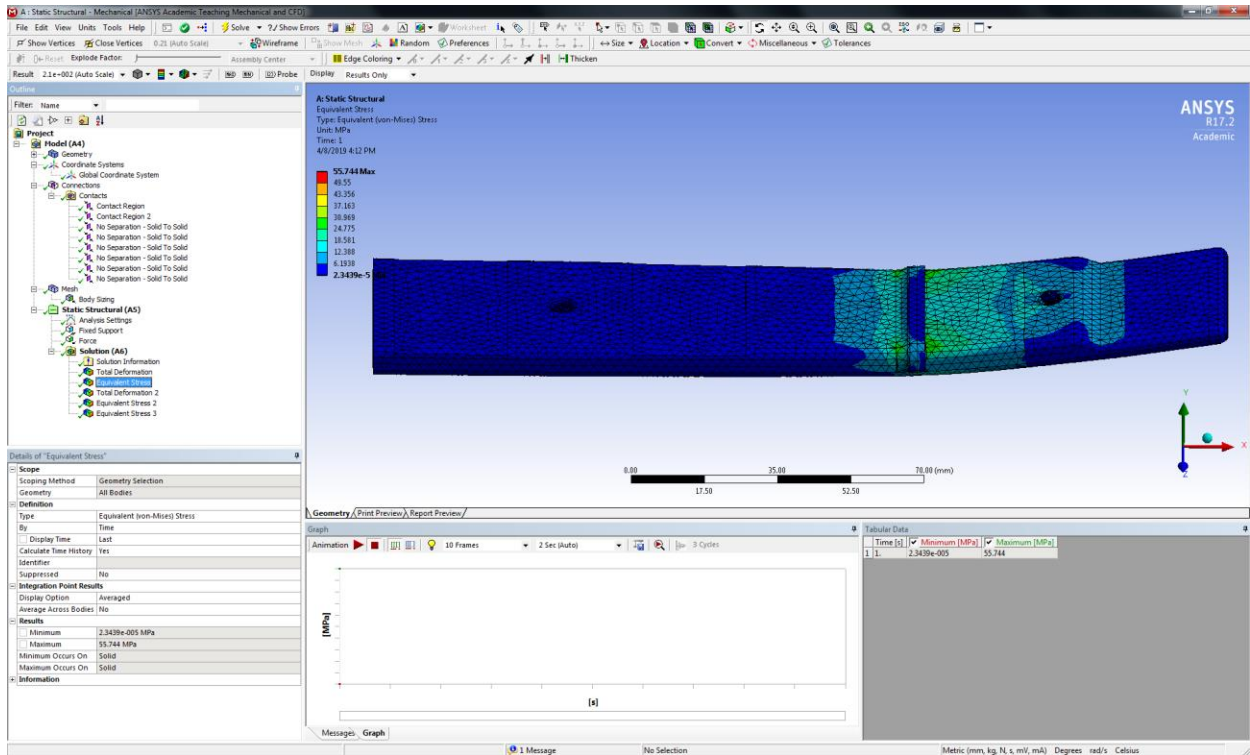 A : Static Structural - Mechanical [ANSYS Academic Teaching Mechanical and CFD]
File Edit View Units Tools Help Solve ?/ Show Errors Worksheet
Show Vertices Close Vertices 0.21 (Auto Scale) Wireframe Show Mesh Random Preferences Size Location Convert Miscellaneous Tolerances
Reset Explode Factor: Assembly Center Edge Coloring Thicken
Result 2.1e+002 (Auto Scale) Probe Display Results Only
Outline
Filter: Name
Project
Model (A4)
Geometry
Coordinate Systems
Global Coordinate System
Connections
Contacts
Contact Region
Contact Region 2
No Separation - Solid To Solid
No Separation - Solid To Solid
No Separation - Solid To Solid
No Separation - Solid To Solid
No Separation - Solid To Solid
No Separation - Solid To Solid
Mesh
Body Sizing
Static Structural (A5)
Analysis Settings
Fixed Support
Force
Solution (A6)
Solution Information
Total Deformation
Equivalent Stress
Total Deformation 2
Equivalent Stress 2
Equivalent Stress 3
Details of "Equivalent Stress"
Scope
Scoping Method Geometry Selection
Geometry All Bodies
Definition
Type Equivalent (von-Mises) Stress
By Time
Display Time Last
Calculate Time History Yes
Identifier
Suppressed No
Integration Point Results
Display Option Averaged
Average Across Bodies No
Results
Minimum 2.3439e-005 MPa
Maximum 55.744 MPa
Minimum Occurs On Solid
Maximum Occurs On Solid
Information
A: Static Structural
Equivalent Stress
Type: Equivalent (von-Mises) Stress
Unit: MPa
Time: 1
4/8/2019 4:12 PM
55.744 Max
49.55
43.356
37.163
30.969
24.775
18.581
12.388
6.1938
2.3439e-5
ANSYS
R17.2
Academic
Y
X
Z
0.00 35.00 70.00 (mm)
17.50 52.50
Geometry Print Preview Report Preview
Graph
Animation 10 Frames 2 Sec (Auto) 3 Cycles
[MPa]
[s]
Messages Graph
Tabular Data
Time [s] Minimum [MPa] Maximum [MPa]
1 1. 2.3439e-005 55.744
1 Message No Selection Metric (mm, kg, N, s, mV, mA) Degrees rad/s Celsius